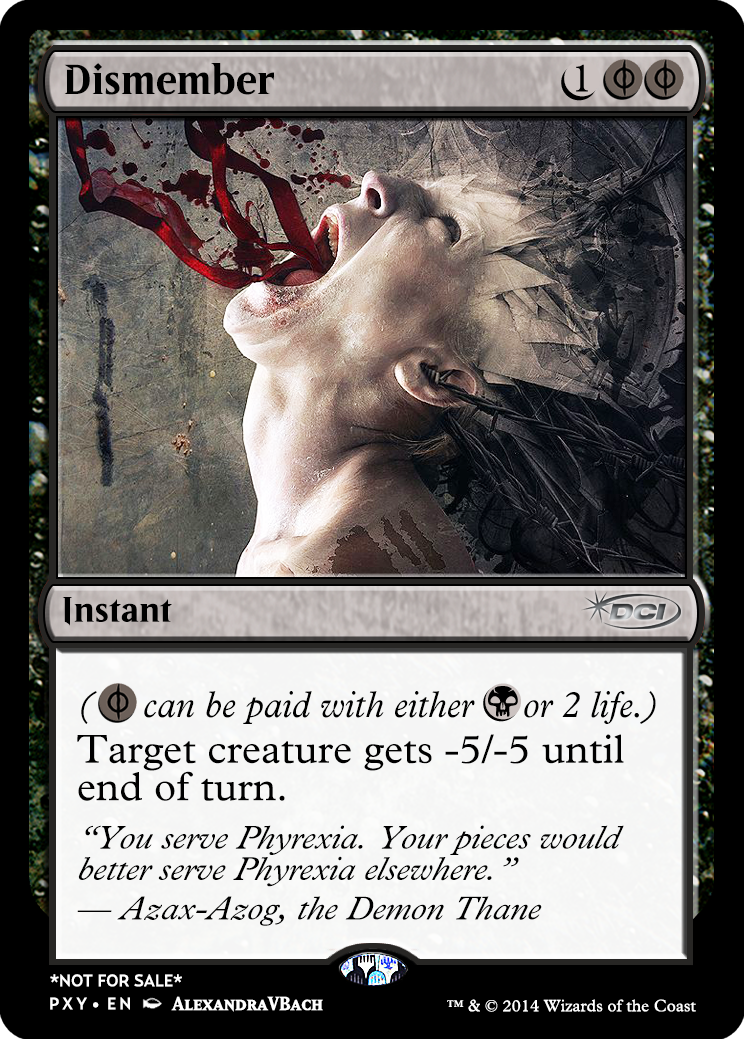 Dismember 1
Instant DCI
( can be paid with either or 2 life.)
Target creature gets -5/-5 until
end of turn.
“You serve Phyrexia. Your pieces would
better serve Phyrexia elsewhere.”
— Azax-Azog, the Demon Thane
*NOT FOR SALE*
PXY • EN AlexandraVBach ™ & © 2014 Wizards of the Coast